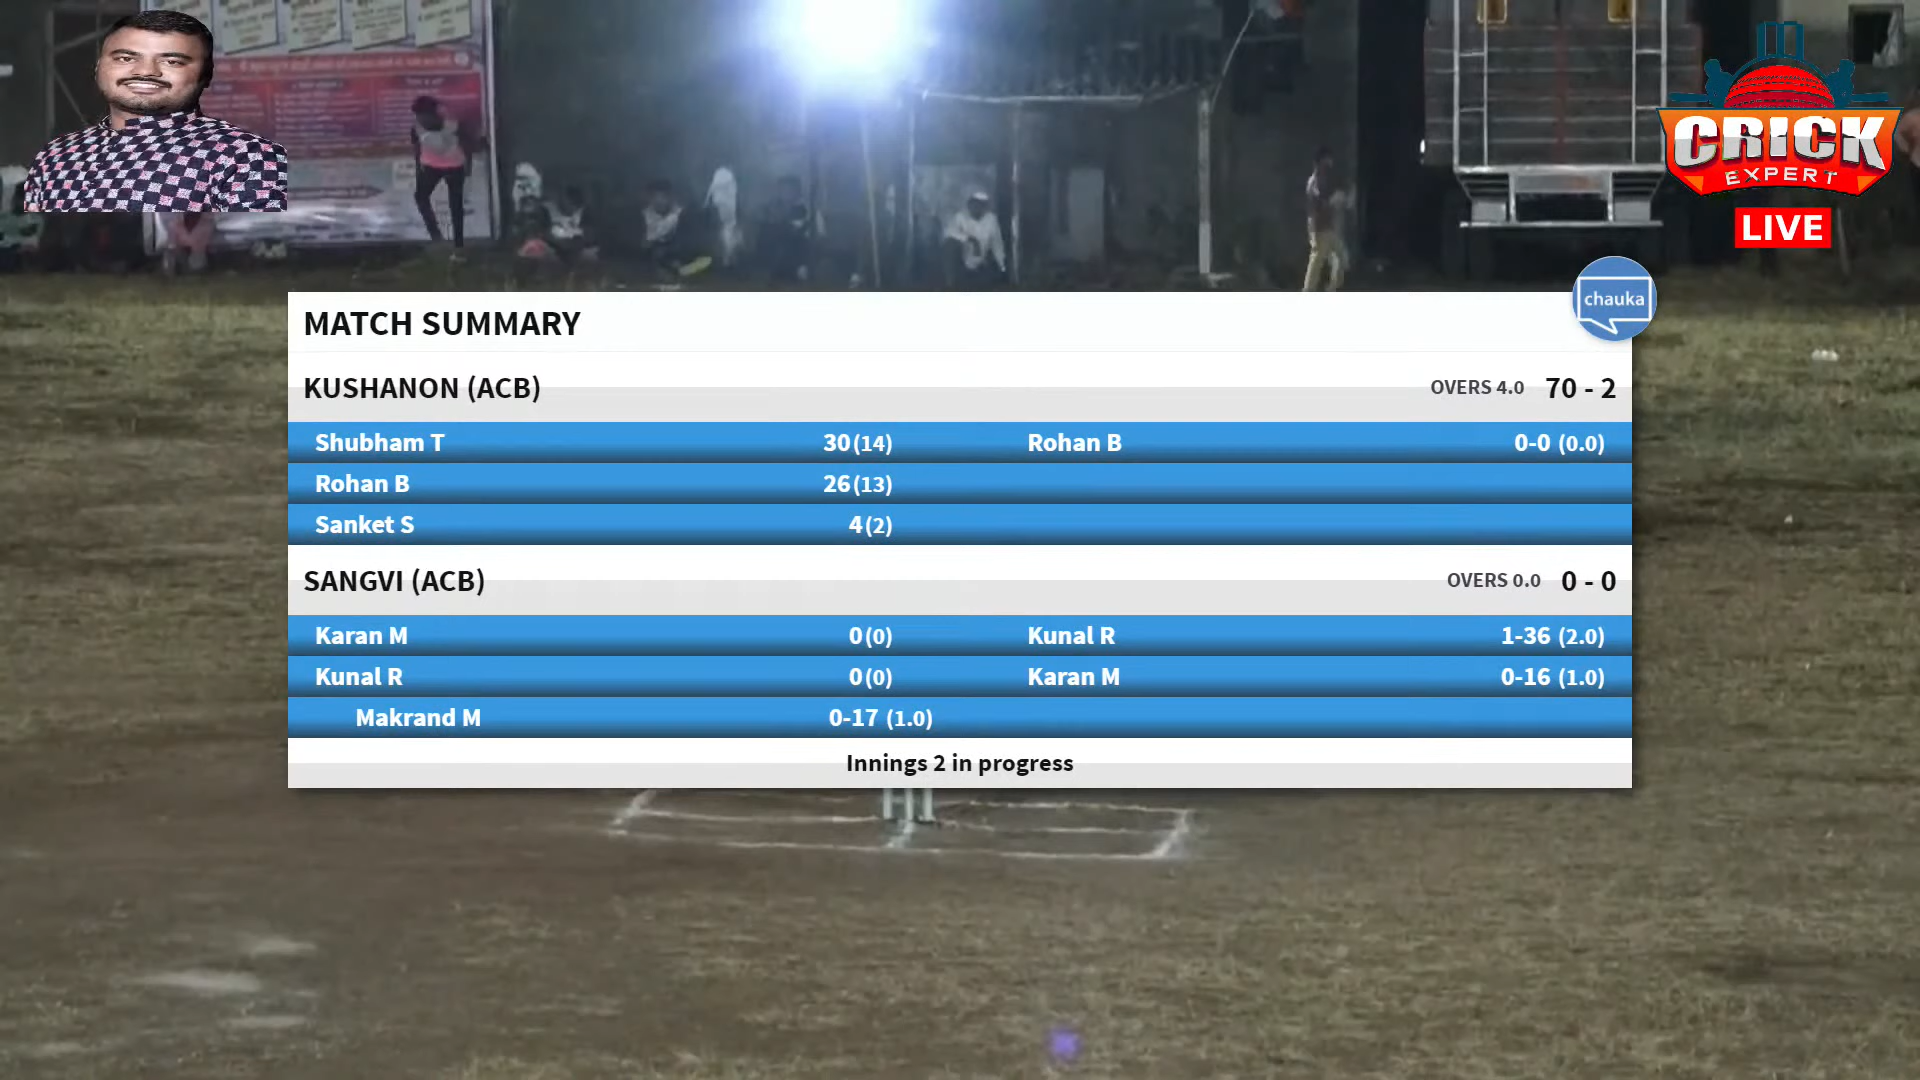 CRICK
EXPERT
LIVE
chauka
MATCH SUMMARY
KUSHANON (ACB) OVERS 4.0 70 - 2
Shubham T 30(14) Rohan B 0-0 (0.0)
Rohan B 26(13)
Sanket S 4(2)
SANGVI (ACB) OVERS 0.0 0 - 0
Karan M 0(0) Kunal R 1-36 (2.0)
Kunal R 0(0) Karan M 0-16 (1.0)
Makrand M 0-17 (1.0)
Innings 2 in progress